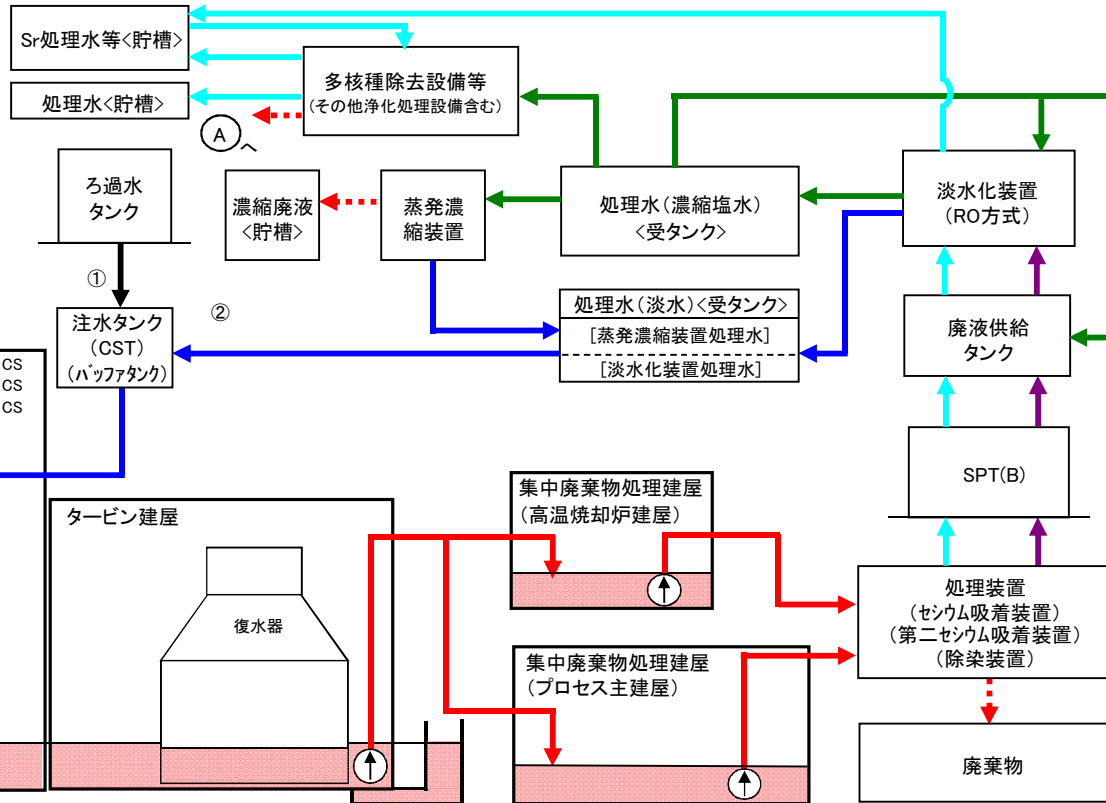 Sr処理水等<貯槽>
処理水<貯槽>
多核種除去設備等
(その他浄化処理設備含む)
A
へ
ろ過水
タンク
濃縮廃液
<貯槽>
蒸発濃
縮装置
処理水(濃縮塩水)
<受タンク>
淡水化装置
(RO方式)
①
②
注水タンク
(CST)
(バッファタンク)
処理水(淡水)<受タンク>
[蒸発濃縮装置処理水]
[淡水化装置処理水]
廃液供給
タンク
CS
CS
CS
SPT(B)
タービン建屋
復水器
集中廃棄物処理建屋
(高温焼却炉建屋)
集中廃棄物処理建屋
(プロセス主建屋)
処理装置
(セシウム吸着装置)
(第二セシウム吸着装置)
(除染装置)
廃棄物